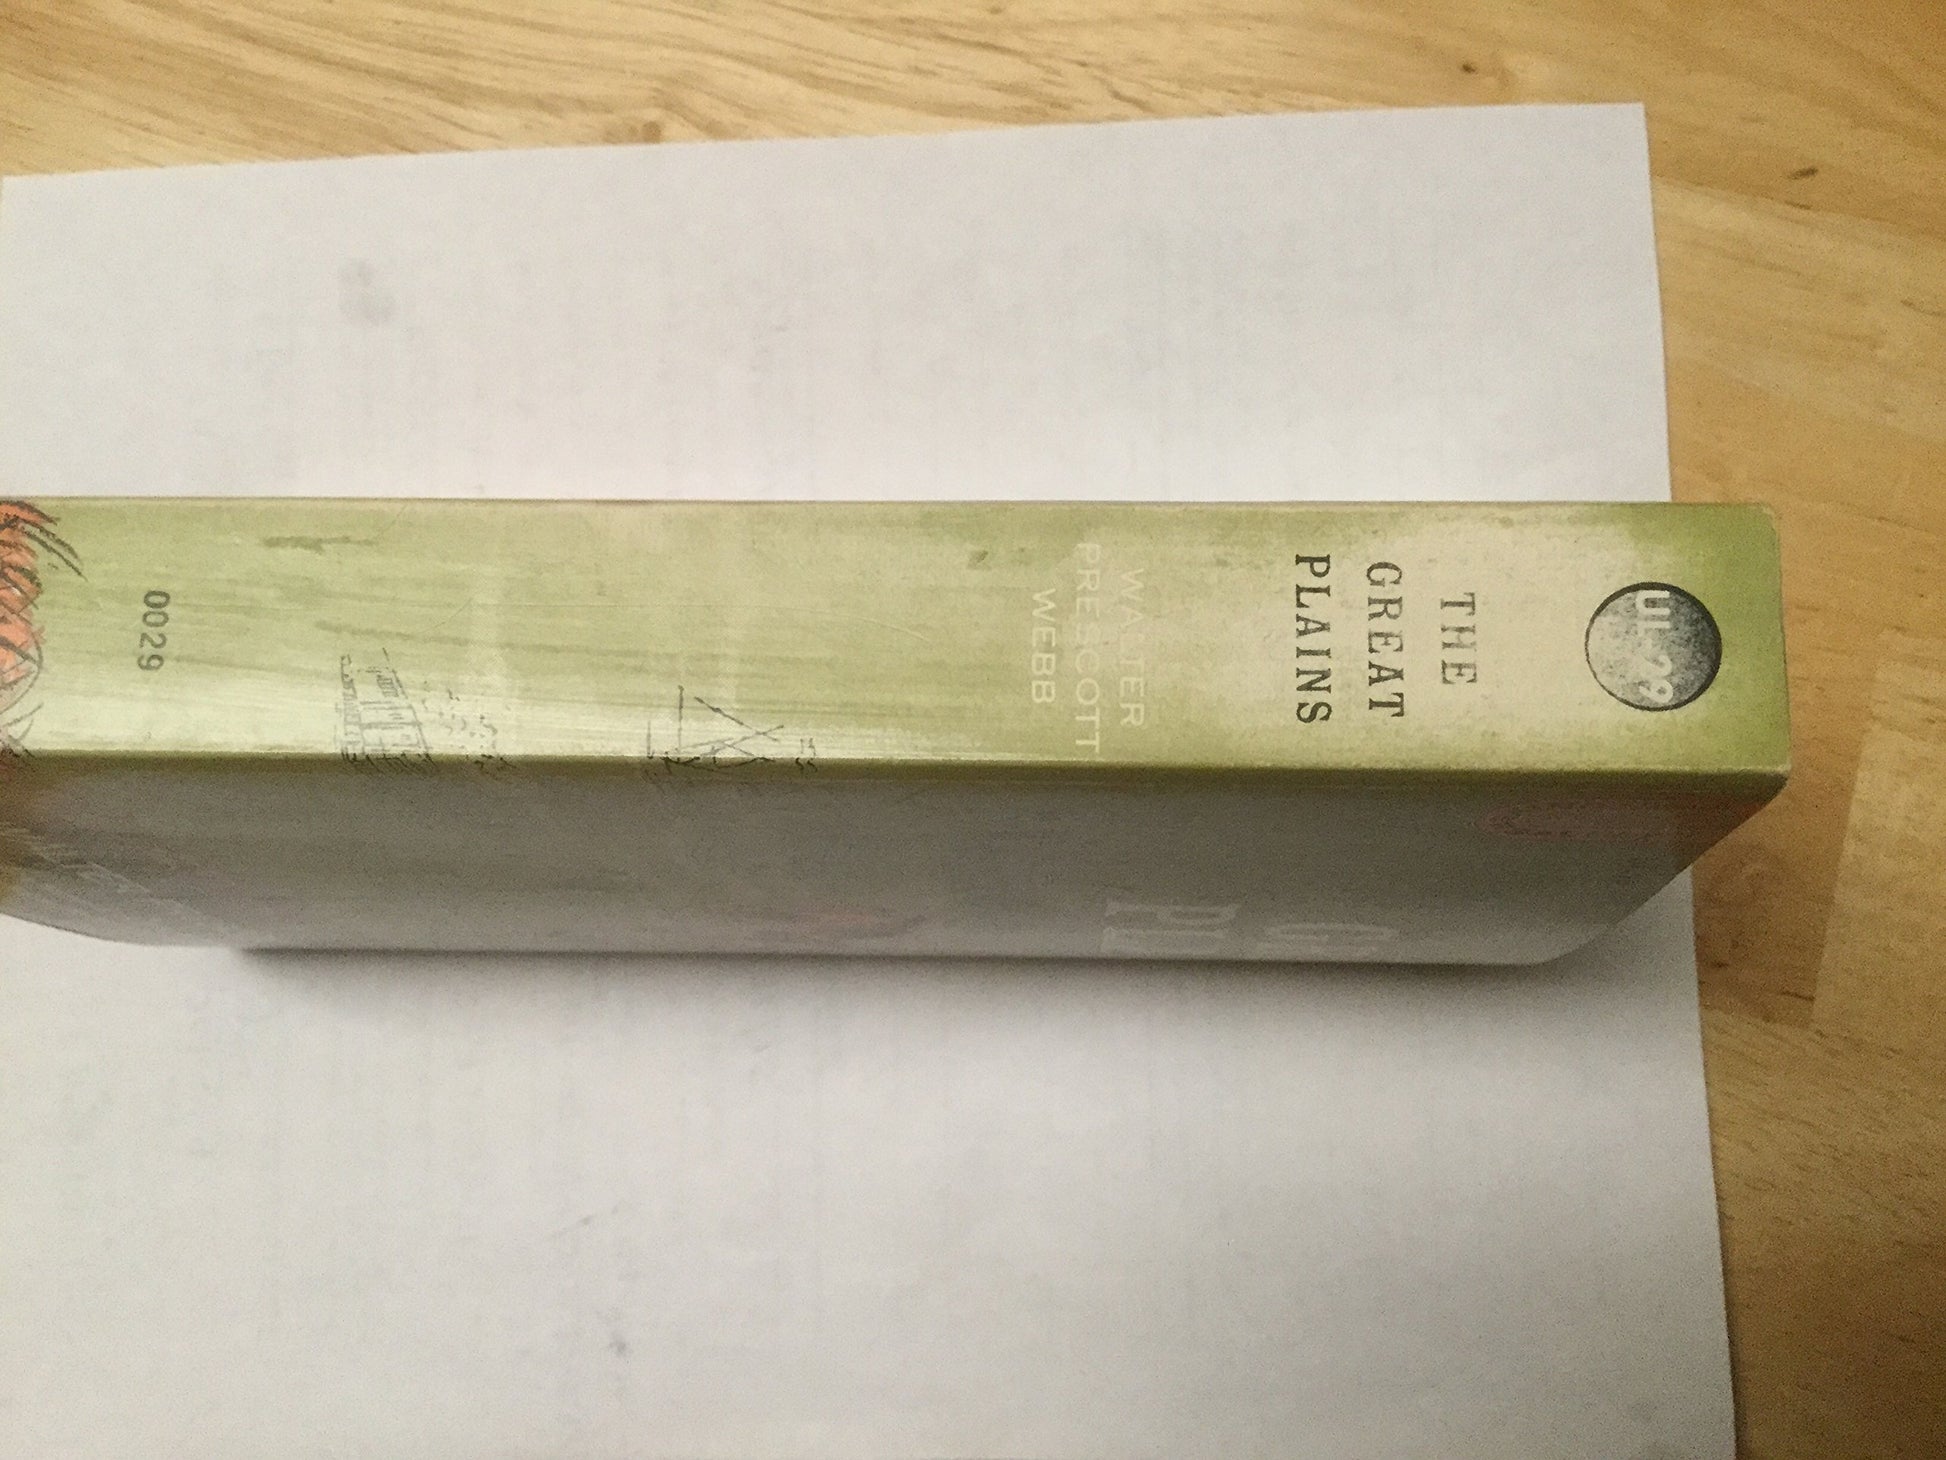 UL-29
THE
GREAT
PLAINS
WALTER
PRESCOTT
WEBB
0029